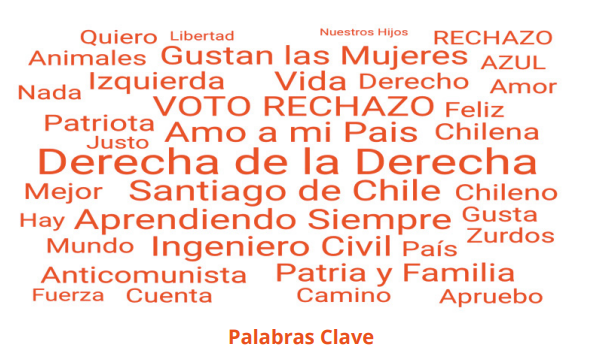 Quiero Libertad Nuestros Hijos RECHAZO
Animales Gustan las Mujeres AZUL
Nada Izquierda Vida Derecho Amor
VOTO RECHAZO Feliz
Patriota Amo a mi Pais Chilena
Justo
Derecha de la Derecha
Mejor Santiago de Chile Chileno
Hay Aprendiendo Siempre Gusta
Mundo Ingeniero Civil País Zurdos
Anticomunista Patria y Familia
Fuerza Cuenta Camino Apruebo
Palabras Clave